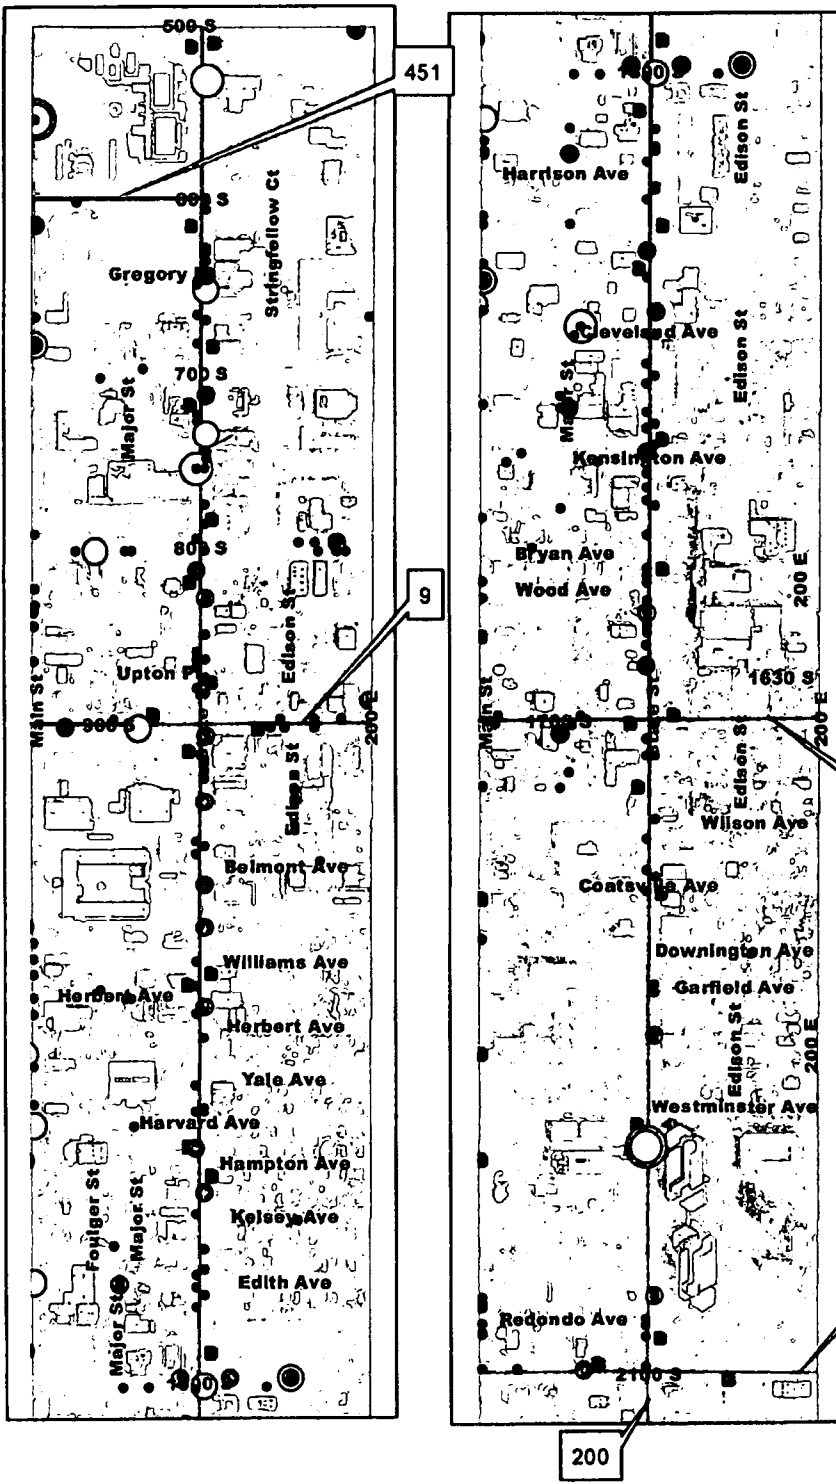 500 S
451
600 S
Stringfellow Ct
Gregory
700 S
Major St
800 S
9
Edison St
Upton P
Main St
900 S
200 E
Edison St
Belmont Ave
Williams Ave
Herbert Ave
Herbert Ave
Yale Ave
Harvard Ave
Hampton Ave
Foulger St
Major St
Kelsey Ave
Edith Ave
Major St
1300 S
Edison St
Harrison Ave
Cleveland Ave
Edison St
Major St
Kensington Ave
Bryan Ave
Wood Ave
200 E
1630 S
Main St
1700 S
State St
200 E
Edison St
Wilson Ave
Coatsville Ave
Downington Ave
Garfield Ave
Edison St
200 E
Westminster Ave
Redondo Ave
2100 S
200